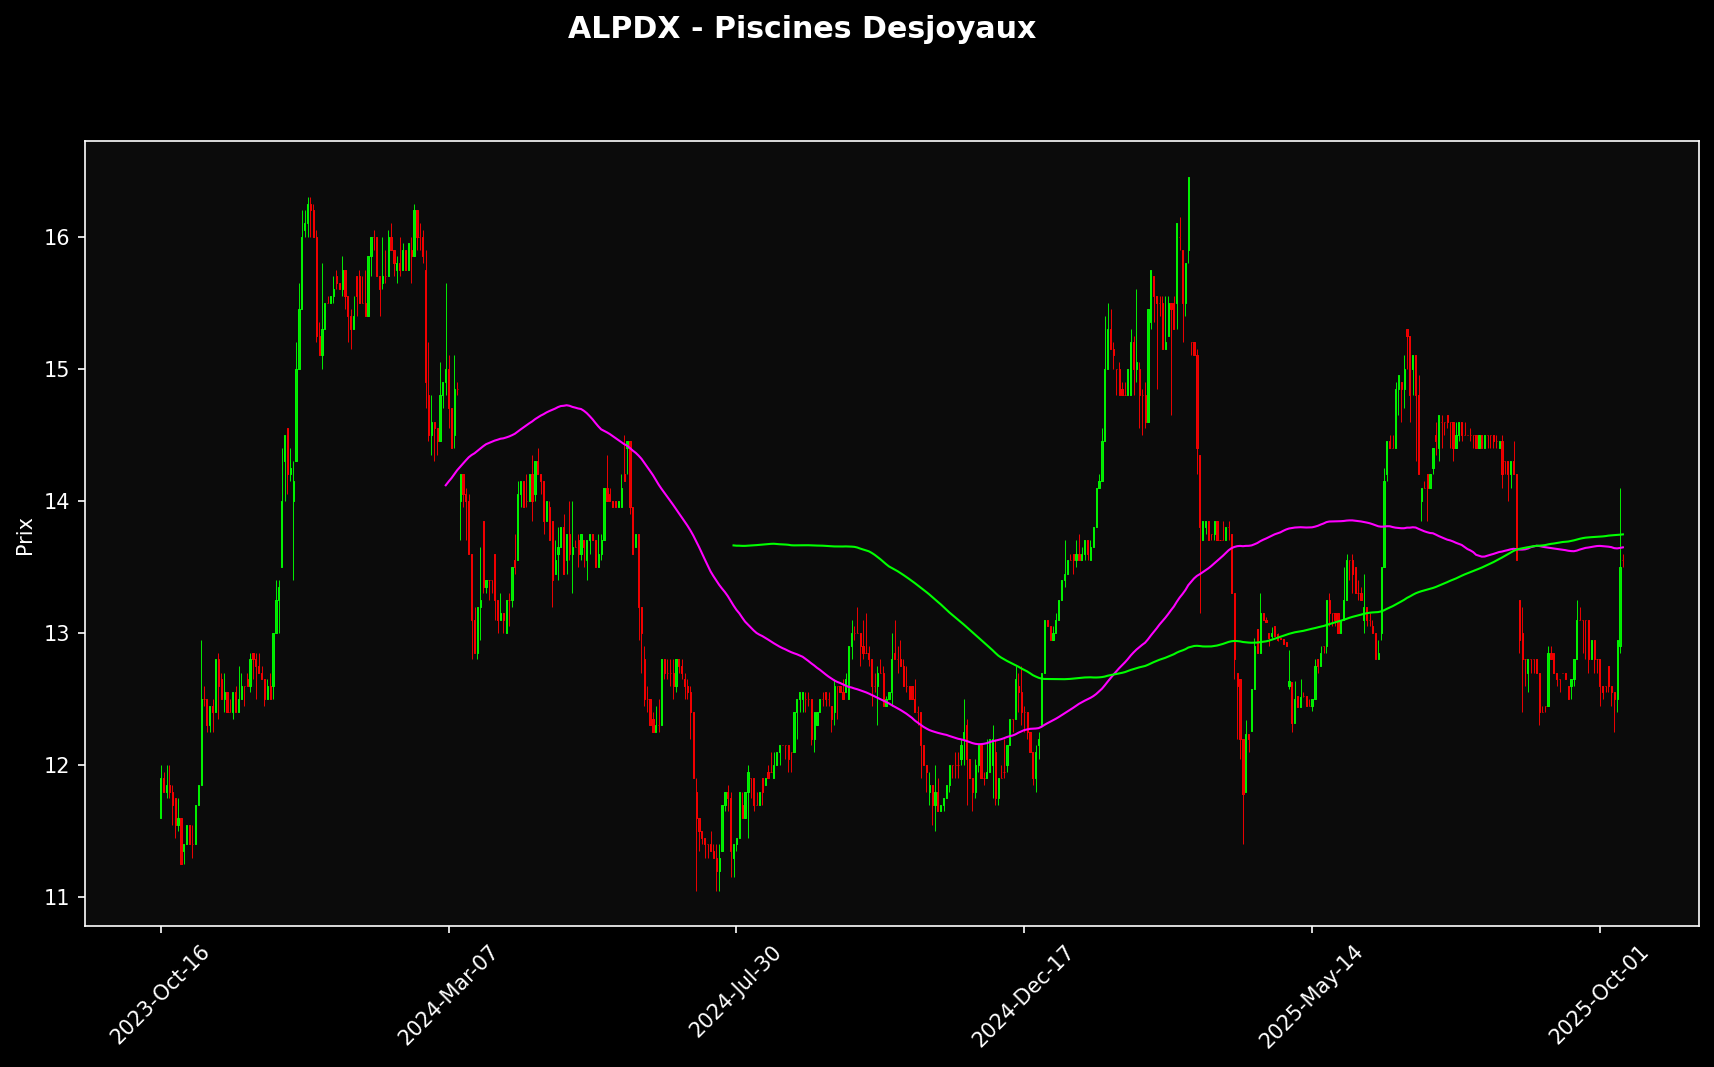 ALPDX - Piscines Desjoyaux
Prix
16
15
14
13
12
11
2023-Oct-16
2024-Mar-07
2024-Jul-30
2024-Dec-17
2025-May-14
2025-Oct-01